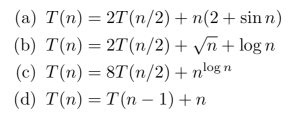 (a) T(n) = 2T(n/2) + n(2 + sin n)
(b) T(n) = 2T(n/2) + √n + log n
(c) T(n) = 8T(n/2) + n^{log n}
(d) T(n) = T(n − 1) + n